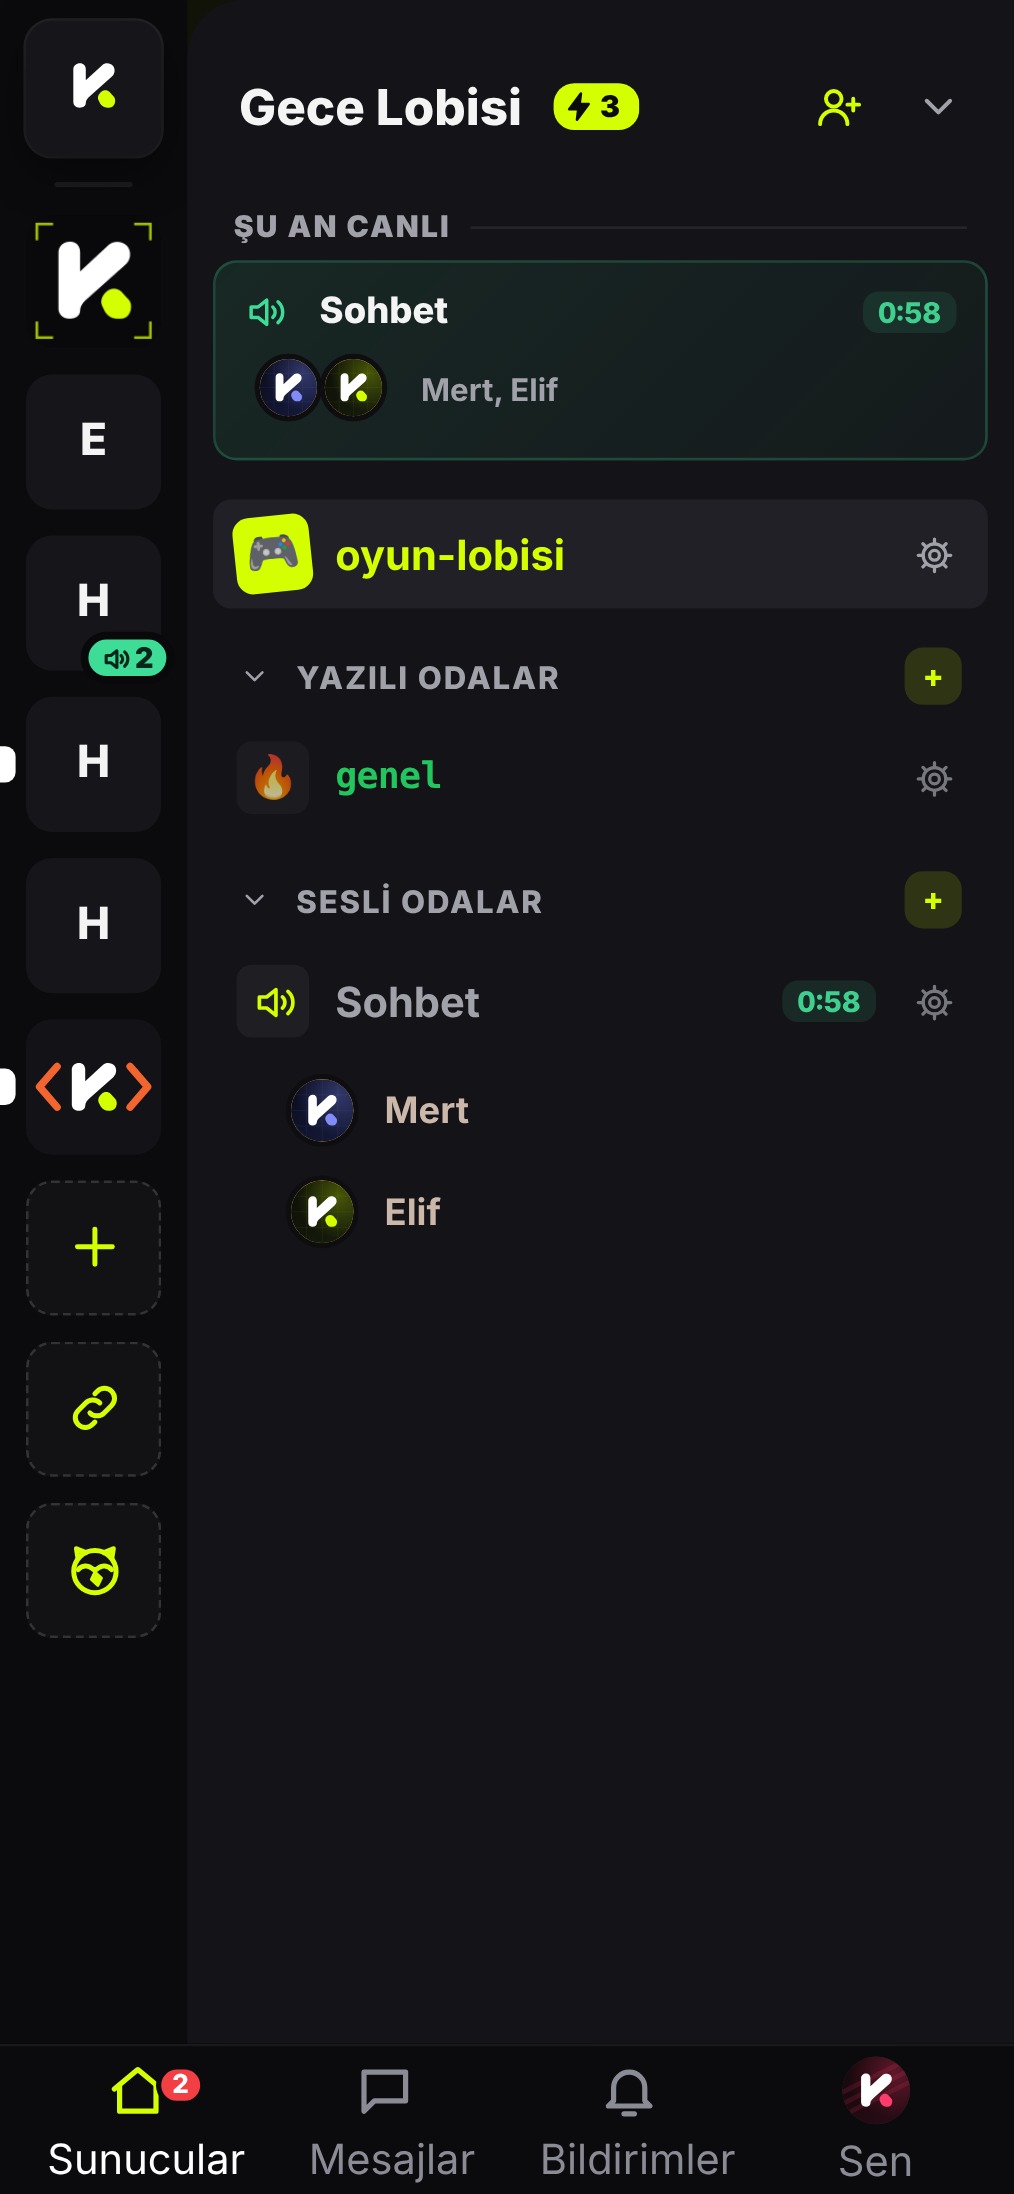 Gece Lobisi 3
ŞU AN CANLI
Sohbet 0:58
Mert, Elif
oyun-lobisi
E
H
2
YAZILI ODALAR +
H
genel
H
SESLİ ODALAR +
Sohbet 0:58
Mert
Elif
2
Sunucular Mesajlar Bildirimler Sen